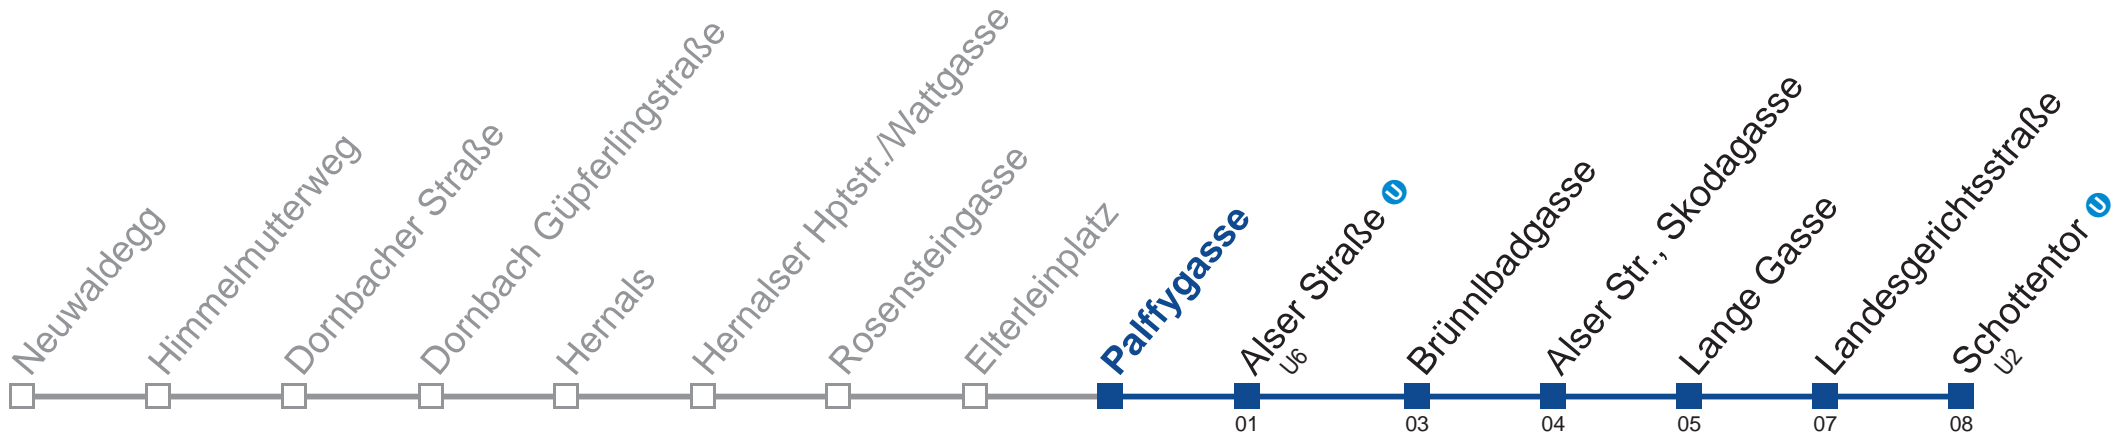 Neuwaldegg
Himmelmutterweg
Dornbacher Straße
Dornbach Güpferlingstraße
Hernals
Hernalser Hptstr./Wattgasse
Rosensteingasse
Elterleinplatz
Palffygasse
Alser Straße U
U6
Brünnlbadgasse
Alser Str., Skodagasse
Lange Gasse
Landesgerichtsstraße
Schottentor U
U2
01 03 04 05 07 08